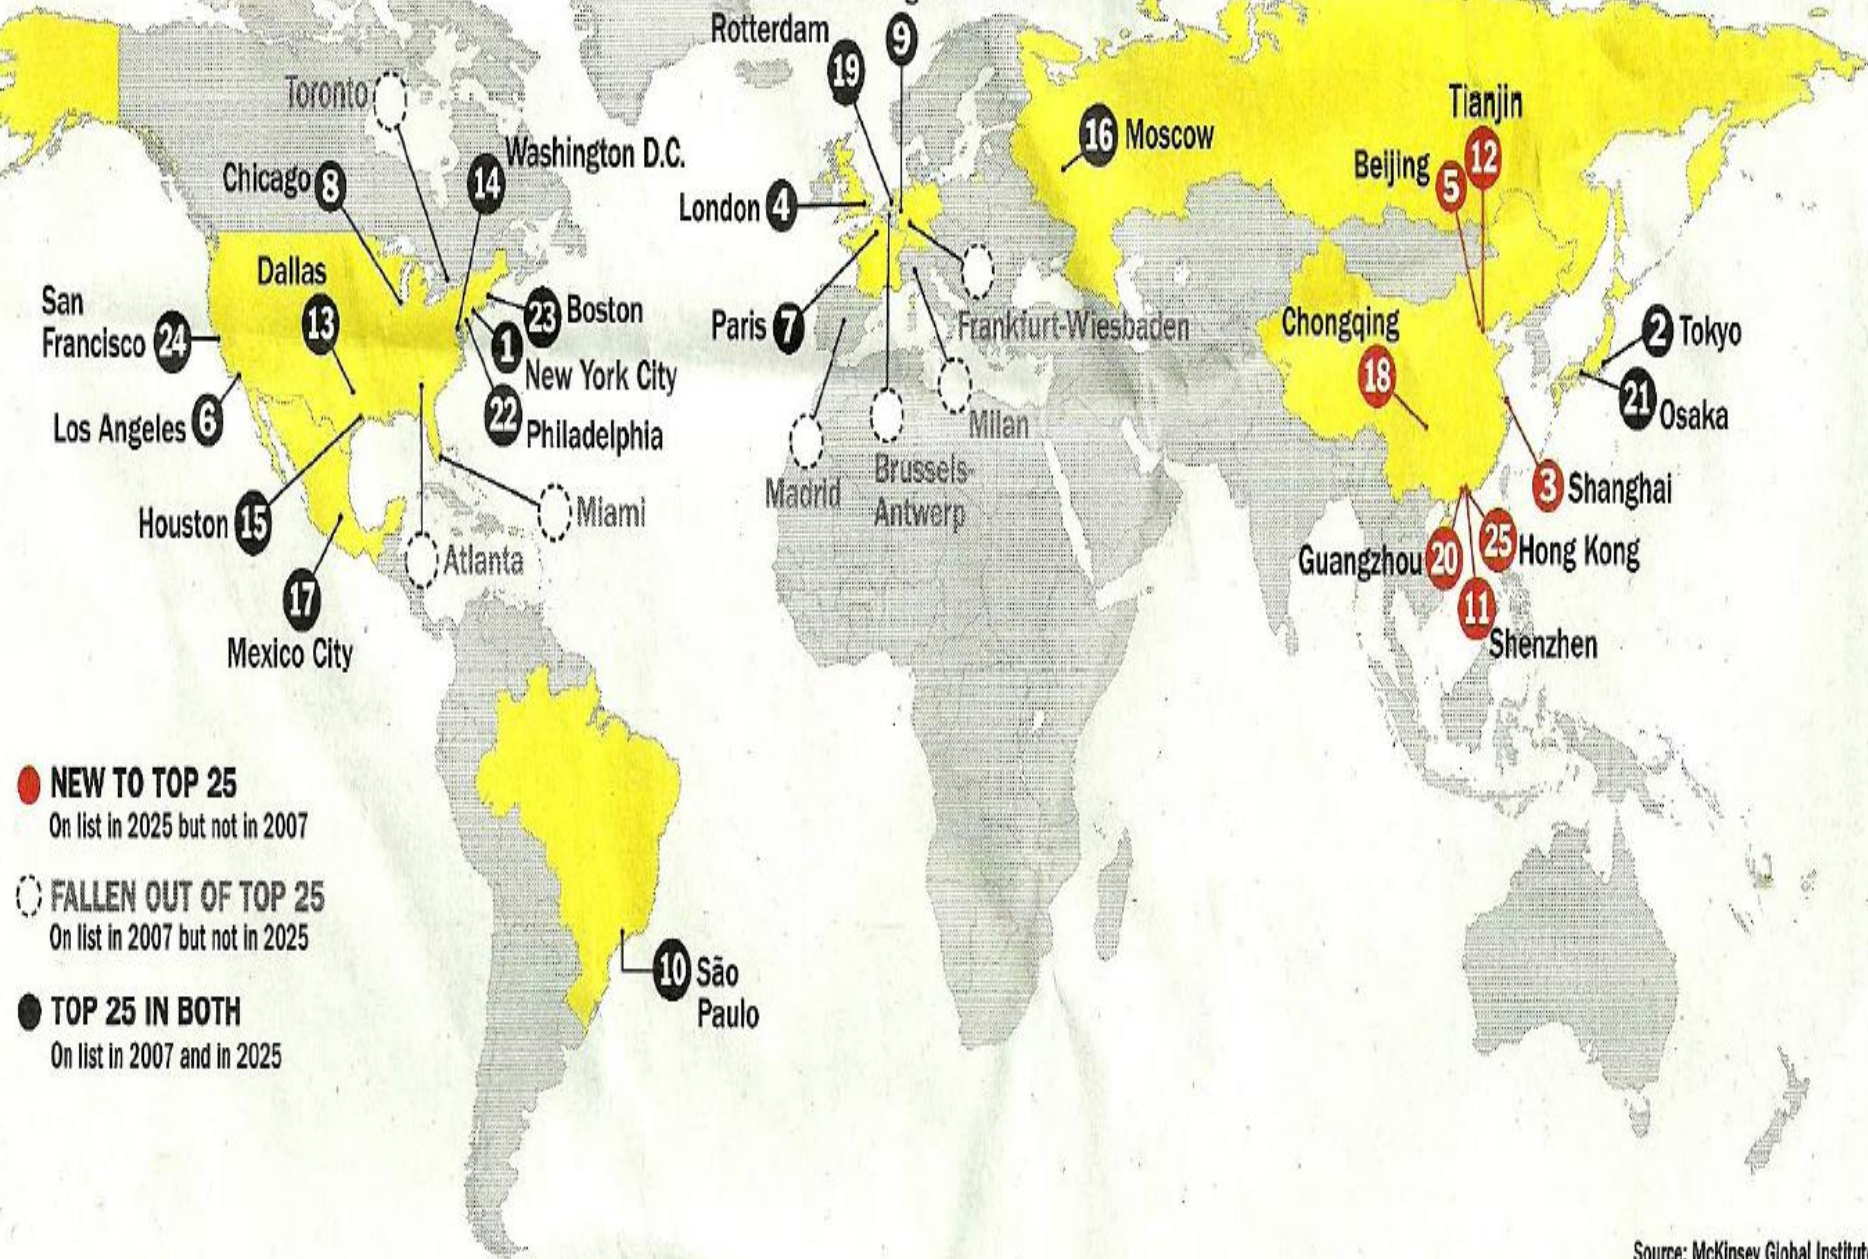 Rotterdam
19
9
Toronto
Washington D.C.
14
Chicago 8
London 4
16 Moscow
Tianjin
12
Beijing 5
Dallas
13
San
Francisco 24
23 Boston
1
New York City
Los Angeles 6
22
Philadelphia
Paris 7
Frankfurt-Wiesbaden
Milan
Madrid
Brussels-
Antwerp
Chongqing
18
2 Tokyo
21 Osaka
3 Shanghai
Houston 15
Miami
Atlanta
17
Mexico City
Guangzhou 20
25 Hong Kong
11
Shenzhen
NEW TO TOP 25
On list in 2025 but not in 2007
FALLEN OUT OF TOP 25
On list in 2007 but not in 2025
TOP 25 IN BOTH
On list in 2007 and in 2025
10 São
Paulo
Source: McKinsey Global Institute